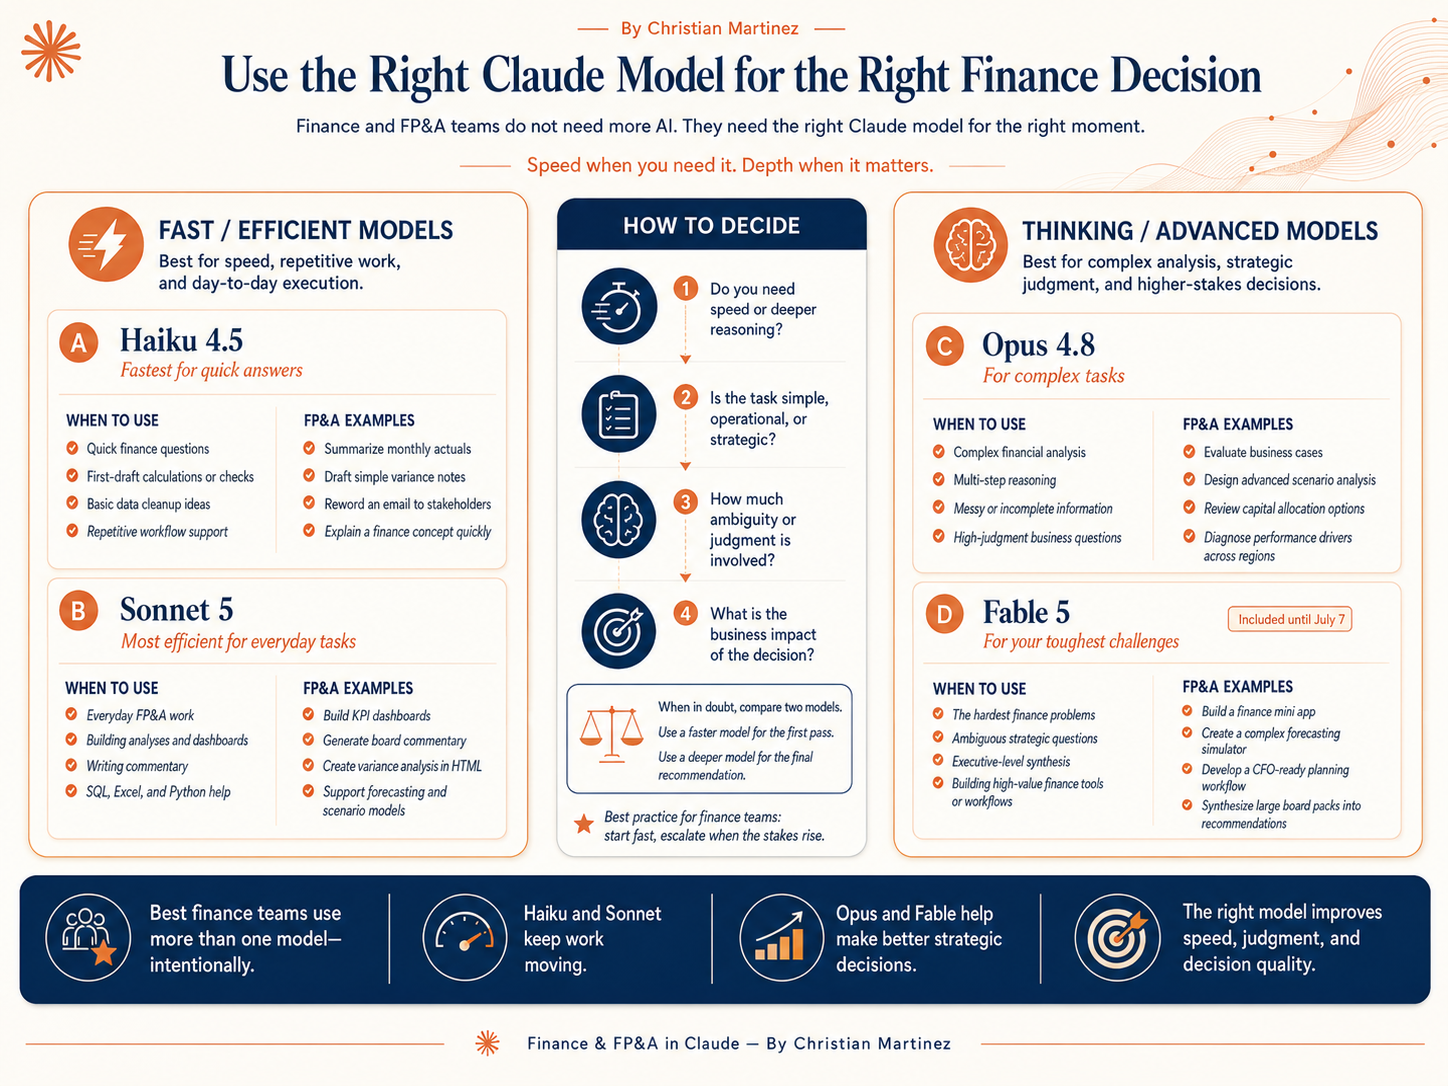 By Christian Martinez
Use the Right Claude Model for the Right Finance Decision
Finance and FP&A teams do not need more AI. They need the right Claude model for the right moment.
Speed when you need it. Depth when it matters.
FAST / EFFICIENT MODELS
Best for speed, repetitive work,
and day-to-day execution.
A
Haiku 4.5
Fastest for quick answers
WHEN TO USE
Quick finance questions
First-draft calculations or checks
Basic data cleanup ideas
Repetitive workflow support
FP&A EXAMPLES
Summarize monthly actuals
Draft simple variance notes
Reword an email to stakeholders
Explain a finance concept quickly
B
Sonnet 5
Most efficient for everyday tasks
WHEN TO USE
Everyday FP&A work
Building analyses and dashboards
Writing commentary
SQL, Excel, and Python help
FP&A EXAMPLES
Build KPI dashboards
Generate board commentary
Create variance analysis in HTML
Support forecasting and
scenario models
HOW TO DECIDE
1
Do you need
speed or deeper
reasoning?
2
Is the task simple,
operational, or
strategic?
3
How much
ambiguity or
judgment is
involved?
4
What is the
business impact
of the decision?
When in doubt, compare two models.
Use a faster model for the first pass.
Use a deeper model for the final
recommendation.
Best practice for finance teams:
start fast, escalate when the stakes rise.
THINKING / ADVANCED MODELS
Best for complex analysis, strategic
judgment, and higher-stakes decisions.
C
Opus 4.8
For complex tasks
WHEN TO USE
Complex financial analysis
Multi-step reasoning
Messy or incomplete information
High-judgment business questions
FP&A EXAMPLES
Evaluate business cases
Design advanced scenario analysis
Review capital allocation options
Diagnose performance drivers
across regions
D
Fable 5
Included until July 7
For your toughest challenges
WHEN TO USE
The hardest finance problems
Ambiguous strategic questions
Executive-level synthesis
Building high-value finance tools
or workflows
FP&A EXAMPLES
Build a finance mini app
Create a complex forecasting
simulator
Develop a CFO-ready planning
workflow
Synthesize large board packs into
recommendations
Best finance teams use
more than one model—
intentionally.
Haiku and Sonnet
keep work
moving.
Opus and Fable help
make better strategic
decisions.
The right model improves
speed, judgment, and
decision quality.
Finance & FP&A in Claude — By Christian Martinez